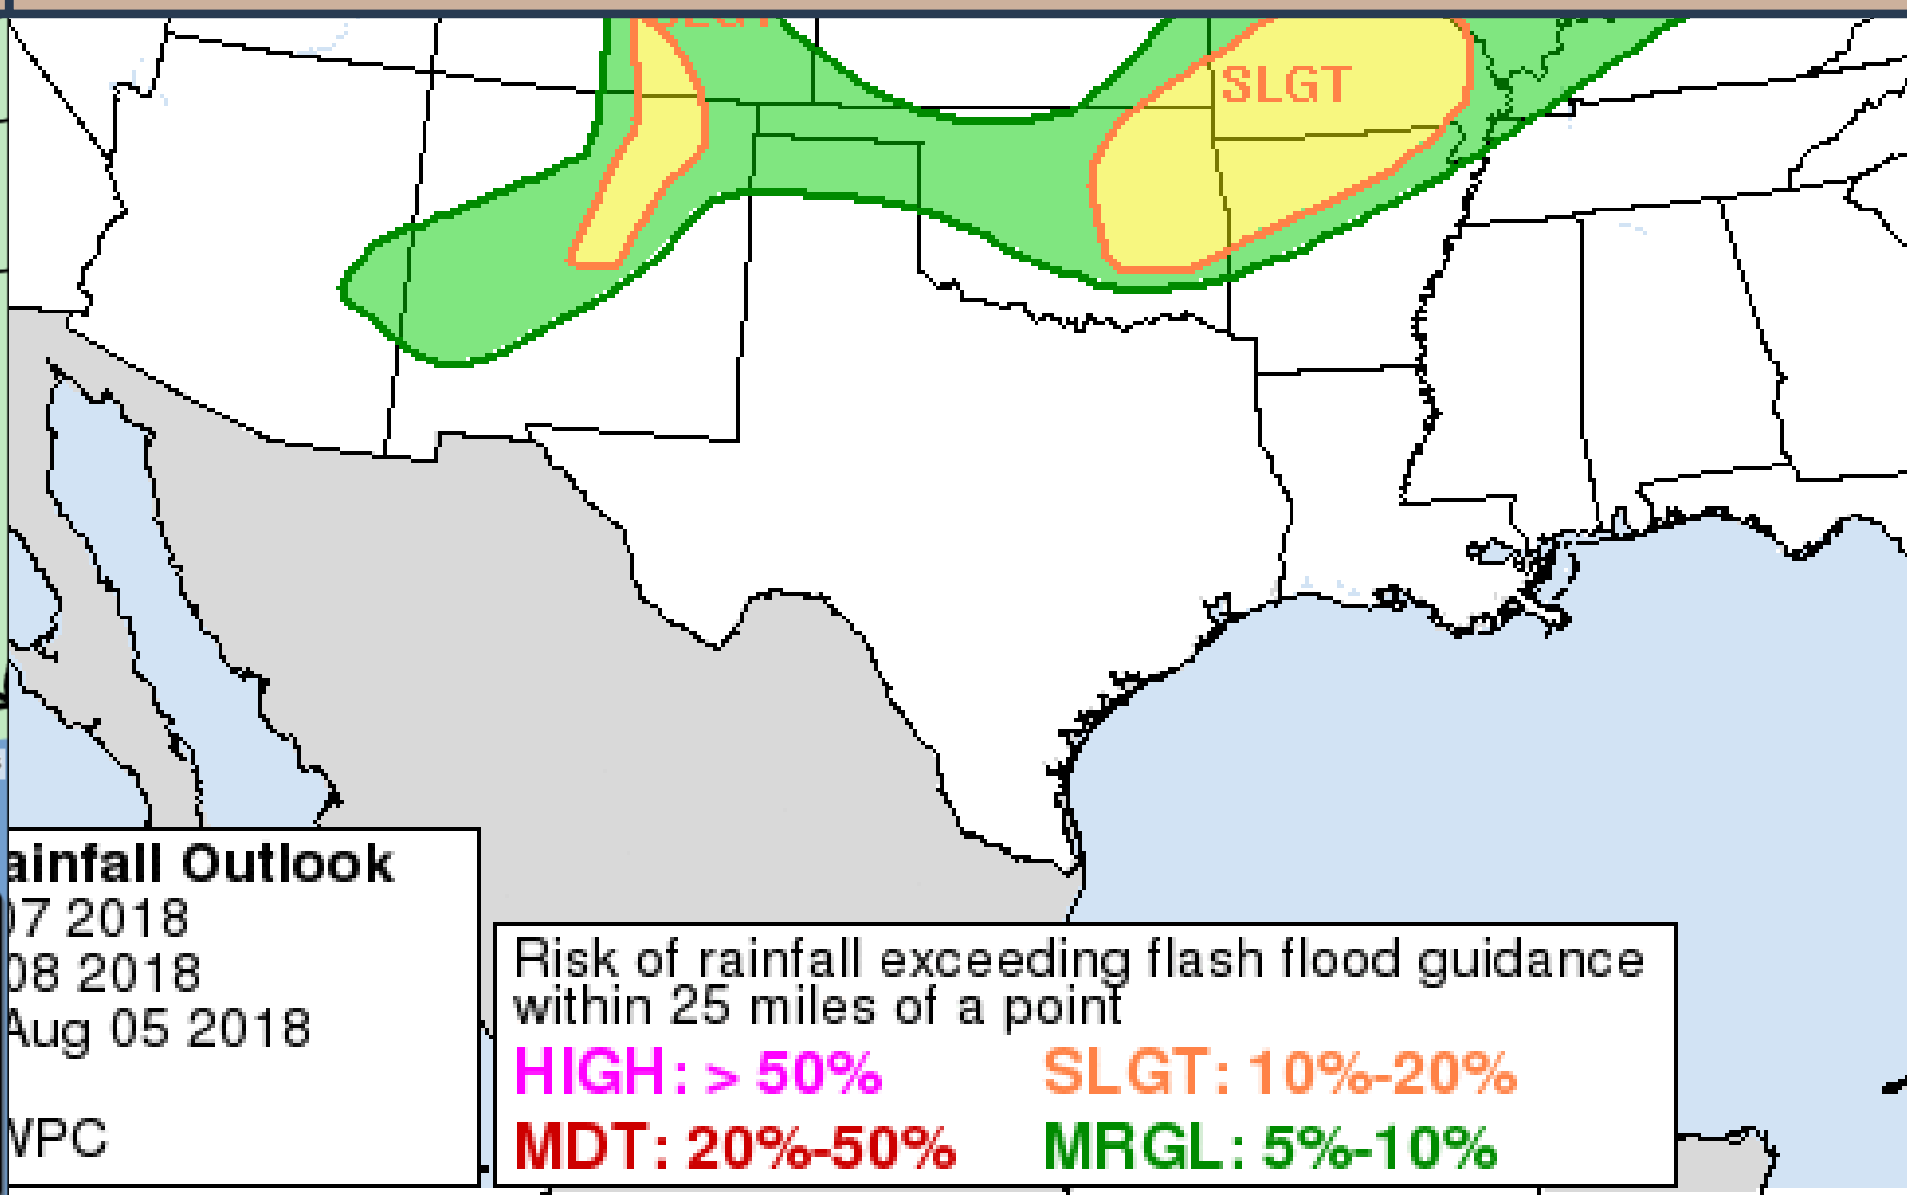 SLGT
SLGT
ainfall Outlook
07 2018
08 2018
Aug 05 2018
WPC
Risk of rainfall exceeding flash flood guidance
within 25 miles of a point
HIGH: > 50%
SLGT: 10%-20%
MDT: 20%-50%
MRGL: 5%-10%